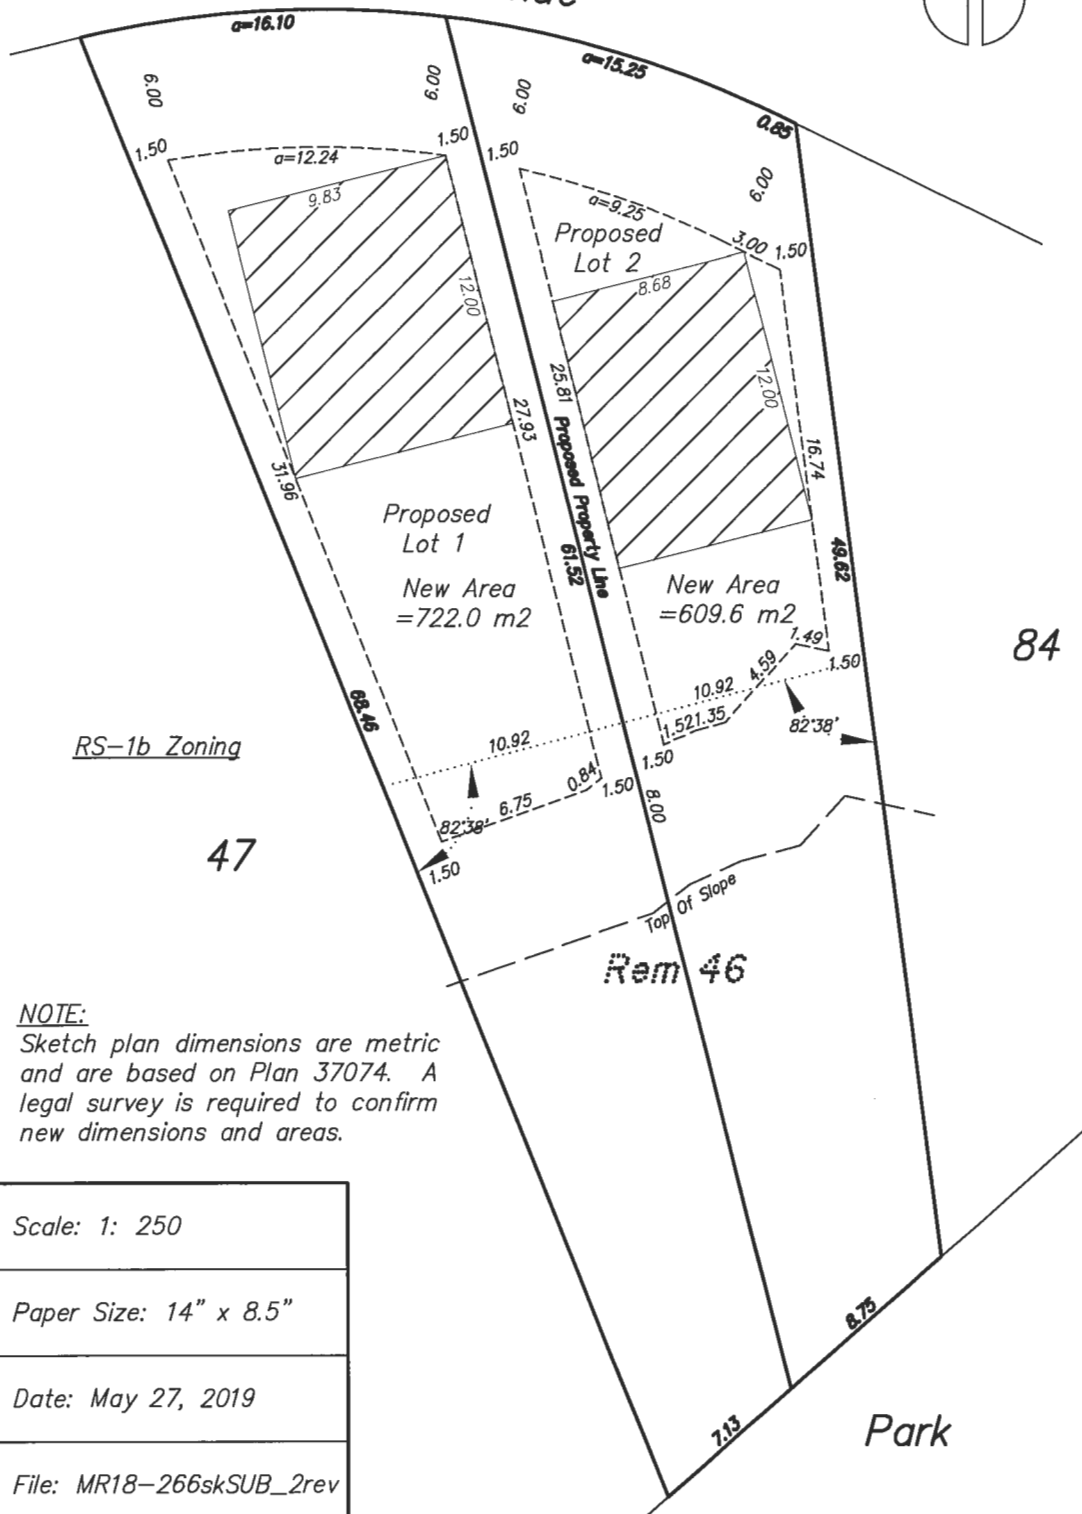 a=16.10
a=15.25
0.85
6.00
6.00
6.00
6.00
1.50
1.50
1.50
1.50
a=12.24
a=9.25
3.00
9.83
12.00
Proposed
Lot 2
8.68
12.00
25.81
Proposed Property Line
61.52
27.93
16.74
49.62
31.96
Proposed
Lot 1
New Area
=722.0 m2
New Area
=609.6 m2
1.49
4.59
1.50
84
10.92
10.92
1.52
1.35
82°38'
68.46
RS-1b Zoning
1.50
1.50
8.00
0.84
6.75
82°38'
1.50
47
Top Of Slope
Rem 46
NOTE:
Sketch plan dimensions are metric
and are based on Plan 37074. A
legal survey is required to confirm
new dimensions and areas.
Scale: 1: 250
Paper Size: 14" x 8.5"
Date: May 27, 2019
File: MR18-266skSUB_2rev
8.75
7.13
Park